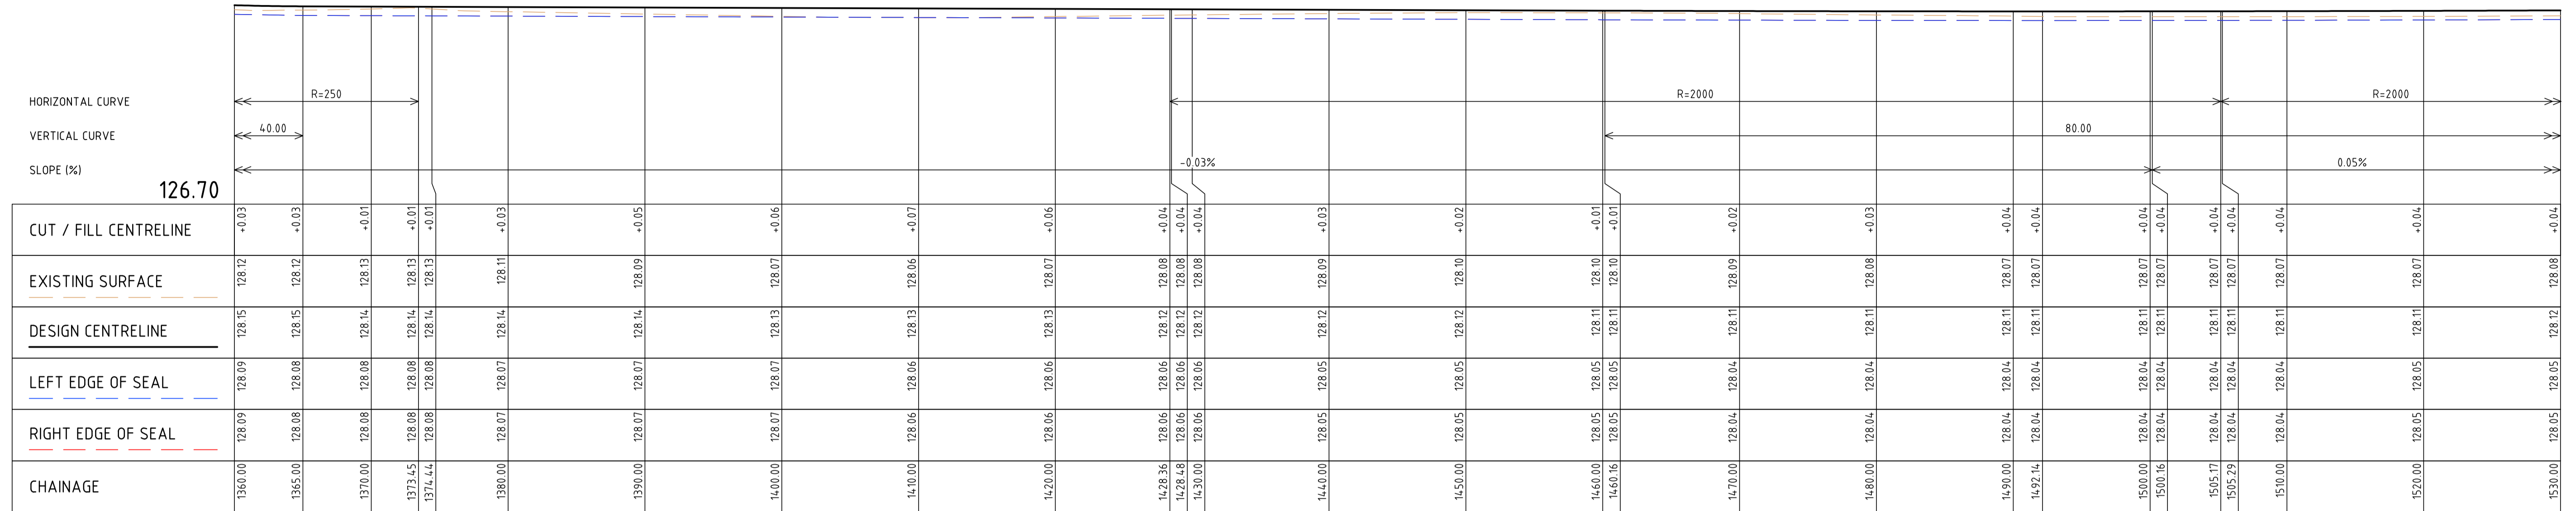 HORIZONTAL CURVE R=250 R=2000 R=2000
VERTICAL CURVE 40.00 80.00
SLOPE (%) -0.03% 0.05%
126.70
CUT / FILL CENTRELINE +0.03 +0.03 +0.01 +0.01 +0.01 +0.03 +0.05 +0.06 +0.07 +0.06 +0.04 +0.04 +0.04 +0.03 +0.02 +0.01 +0.01 +0.02 +0.03 +0.04 +0.04 +0.04 +0.04 +0.04 +0.04 +0.04 +0.04 +0.04
EXISTING SURFACE 128.12 128.12 128.13 128.13 128.13 128.11 128.09 128.07 128.06 128.07 128.08 128.08 128.08 128.09 128.10 128.10 128.10 128.09 128.08 128.07 128.07 128.07 128.07 128.07 128.07 128.07 128.07 128.08
DESIGN CENTRELINE 128.15 128.15 128.14 128.14 128.14 128.14 128.14 128.13 128.13 128.13 128.12 128.12 128.12 128.12 128.12 128.11 128.11 128.11 128.11 128.11 128.11 128.11 128.11 128.11 128.11 128.11 128.11 128.12
LEFT EDGE OF SEAL 128.09 128.08 128.08 128.08 128.08 128.07 128.07 128.07 128.06 128.06 128.06 128.06 128.06 128.05 128.05 128.05 128.05 128.04 128.04 128.04 128.04 128.04 128.04 128.04 128.04 128.04 128.05 128.05
RIGHT EDGE OF SEAL 128.09 128.08 128.08 128.08 128.08 128.07 128.07 128.07 128.06 128.06 128.06 128.06 128.06 128.05 128.05 128.05 128.05 128.04 128.04 128.04 128.04 128.04 128.04 128.04 128.04 128.04 128.05 128.05
CHAINAGE 1360.00 1365.00 1370.00 1373.45 1374.44 1380.00 1390.00 1400.00 1410.00 1420.00 1428.36 1428.48 1430.00 1440.00 1450.00 1460.00 1460.16 1470.00 1480.00 1490.00 1492.14 1500.00 1500.16 1505.17 1505.29 1510.00 1520.00 1530.00